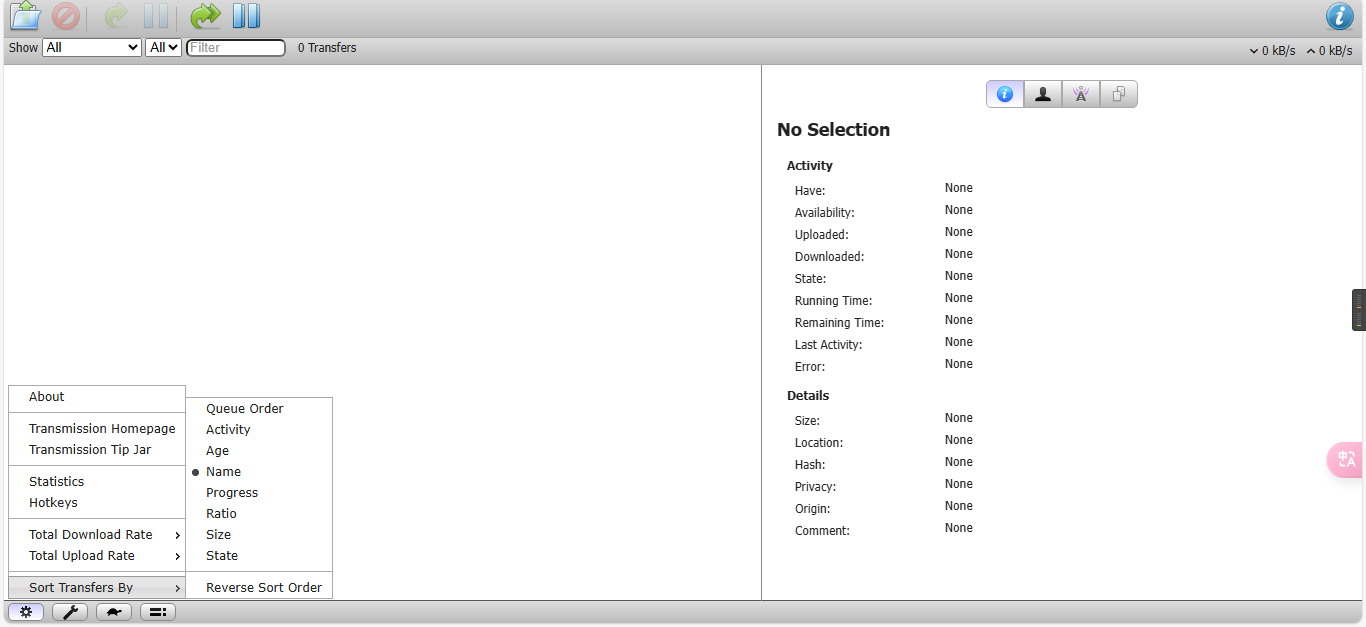 Show All All Filter 0 Transfers 0 kB/s 0 kB/s
No Selection
Activity
Have: None
Availability: None
Uploaded: None
Downloaded: None
State: None
Running Time: None
Remaining Time: None
Last Activity: None
Error: None
Details
Size: None
Location: None
Hash: None
Privacy: None
Origin: None
Comment: None
About
Transmission Homepage
Transmission Tip Jar
Statistics
Hotkeys
Total Download Rate
Total Upload Rate
Sort Transfers By
Queue Order
Activity
Age
Name
Progress
Ratio
Size
State
Reverse Sort Order
中A